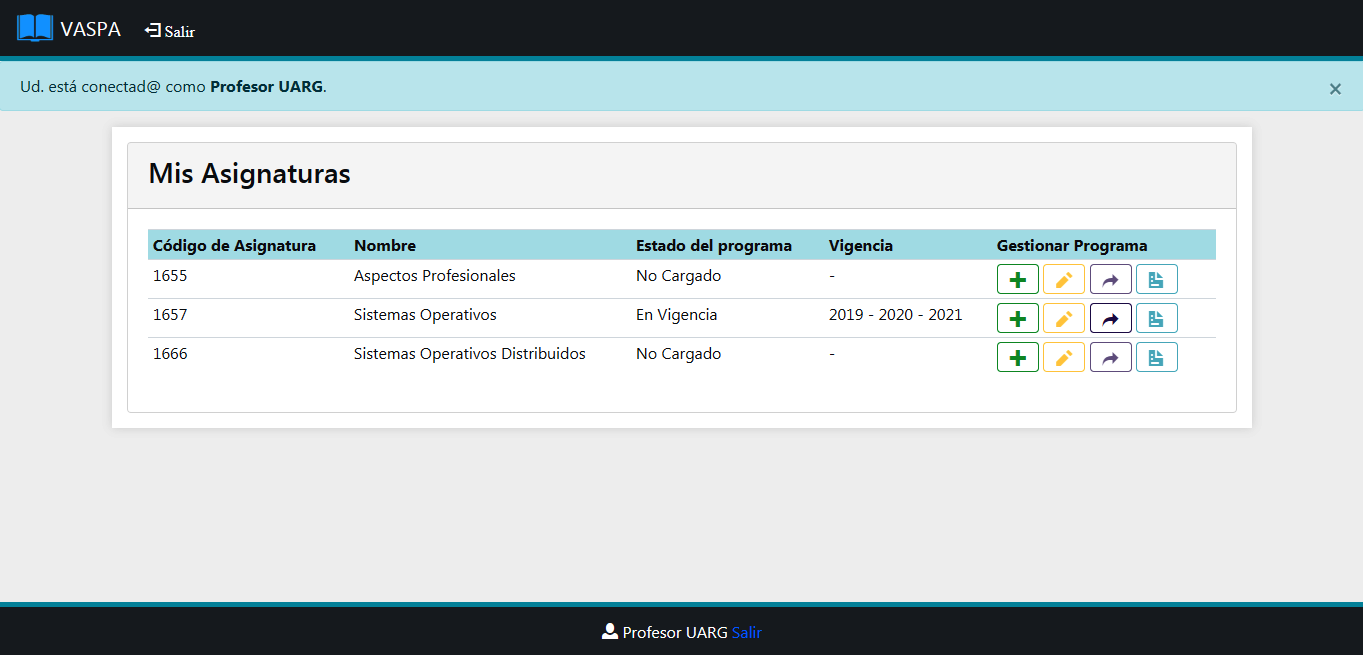 VASPA Salir
Ud. está conectad@ como Profesor UARG. ×
Mis Asignaturas
Código de Asignatura Nombre Estado del programa Vigencia Gestionar Programa
1655 Aspectos Profesionales No Cargado -
1657 Sistemas Operativos En Vigencia 2019 - 2020 - 2021
1666 Sistemas Operativos Distribuidos No Cargado -
Profesor UARG Salir